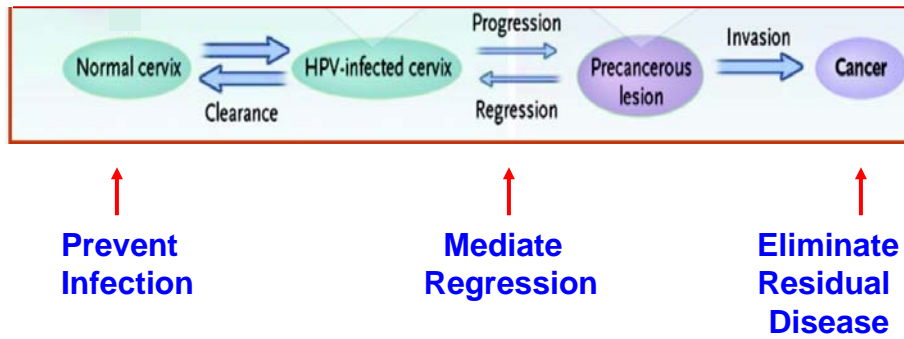 Progression
Invasion
Normal cervix
HPV-infected cervix
Precancerous
lesion
Cancer
Clearance
Regression
Prevent
Infection
Mediate
Regression
Eliminate
Residual
Disease